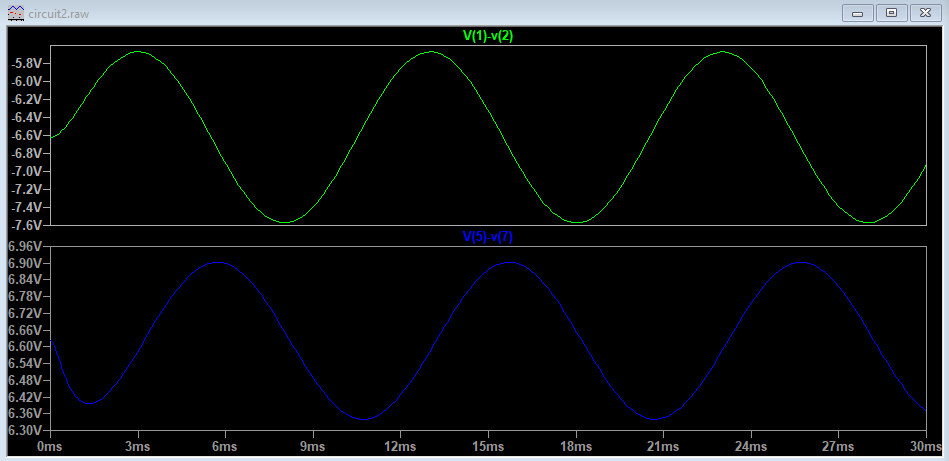 circuit2.raw
V(1)-v(2)
-5.8V
-6.0V
-6.2V
-6.4V
-6.6V
-6.8V
-7.0V
-7.2V
-7.4V
-7.6V
V(5)-v(7)
6.96V
6.90V
6.84V
6.78V
6.72V
6.66V
6.60V
6.54V
6.48V
6.42V
6.36V
6.30V
0ms 3ms 6ms 9ms 12ms 15ms 18ms 21ms 24ms 27ms 30ms